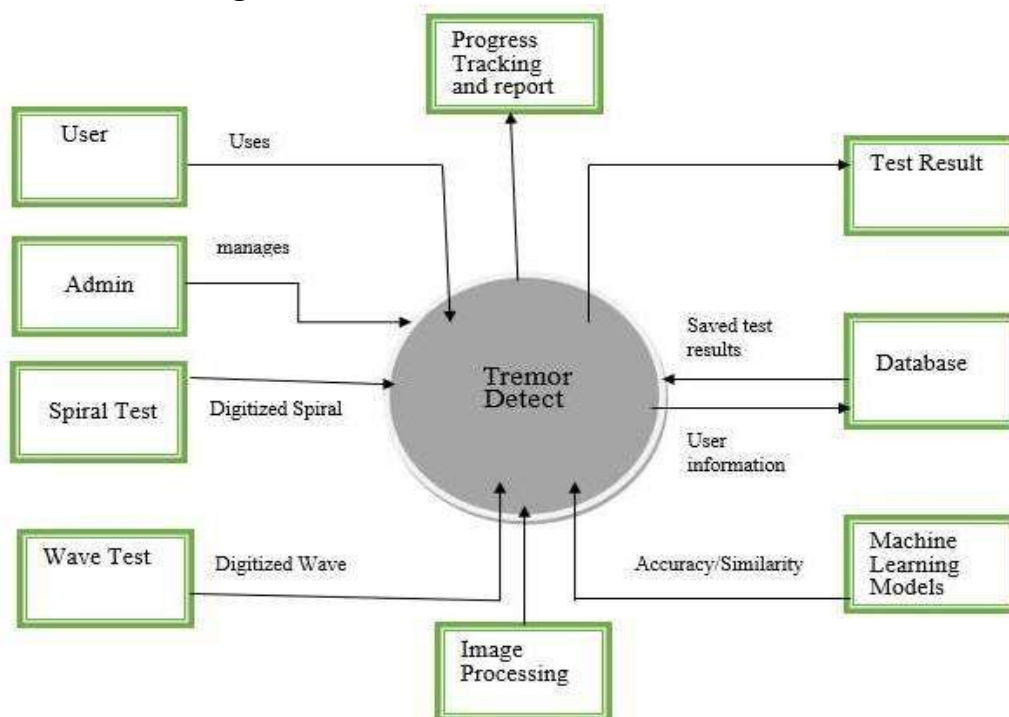 Progress
Tracking
and report
User
Uses
Test Result
manages
Admin
Saved test
results
Database
Tremor
Detect
Spiral Test
Digitized Spiral
User
information
Wave Test
Digitized Wave
Accuracy/Similarity
Machine
Learning
Models
Image
Processing